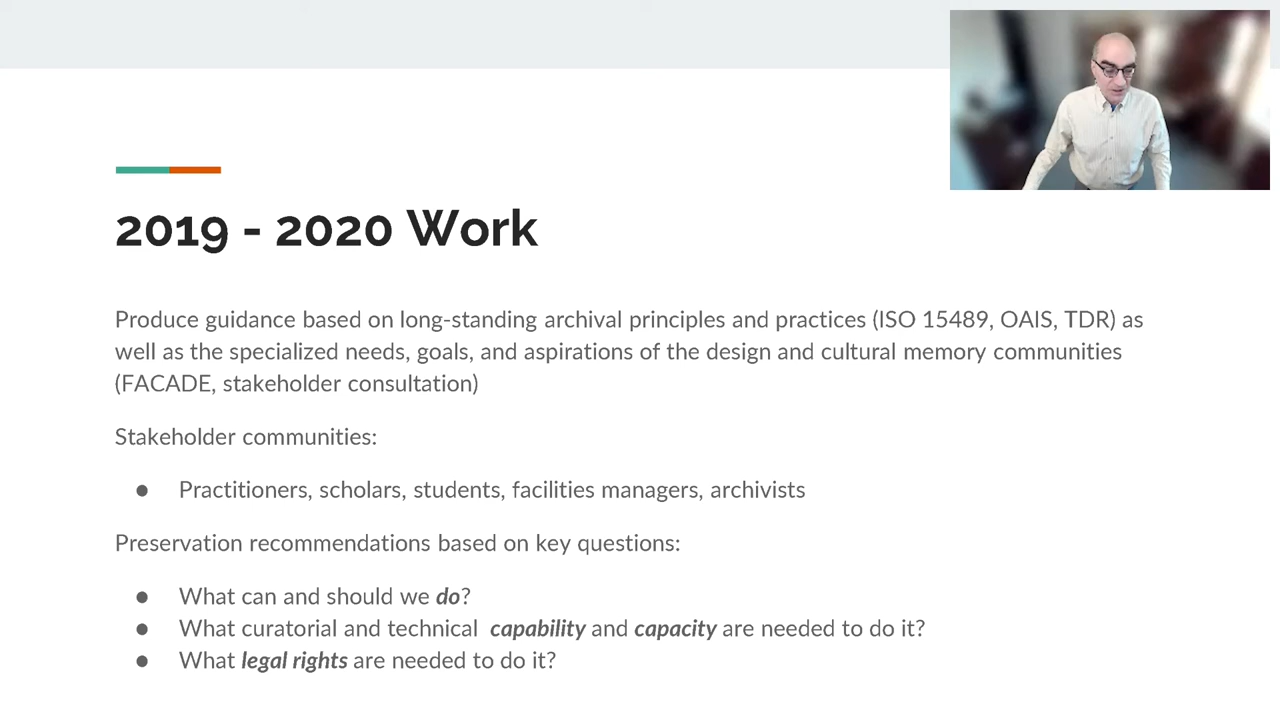 2019 - 2020 Work
Produce guidance based on long-standing archival principles and practices (ISO 15489, OAIS, TDR) as
well as the specialized needs, goals, and aspirations of the design and cultural memory communities
(FACADE, stakeholder consultation)
Stakeholder communities:
● Practitioners, scholars, students, facilities managers, archivists
Preservation recommendations based on key questions:
● What can and should we do?
● What curatorial and technical capability and capacity are needed to do it?
● What legal rights are needed to do it?